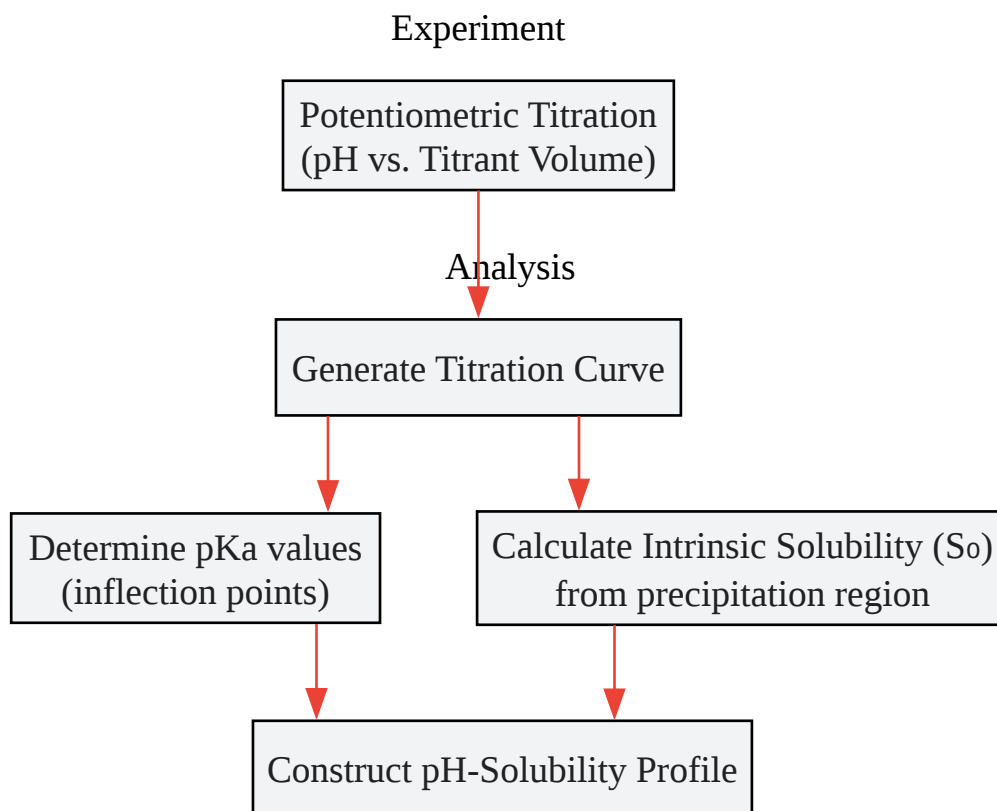 Experiment
Potentiometric Titration
(pH vs. Titrant Volume)
Analysis
Generate Titration Curve
Determine pKa values
(inflection points)
Calculate Intrinsic Solubility (S₀)
from precipitation region
Construct pH-Solubility Profile